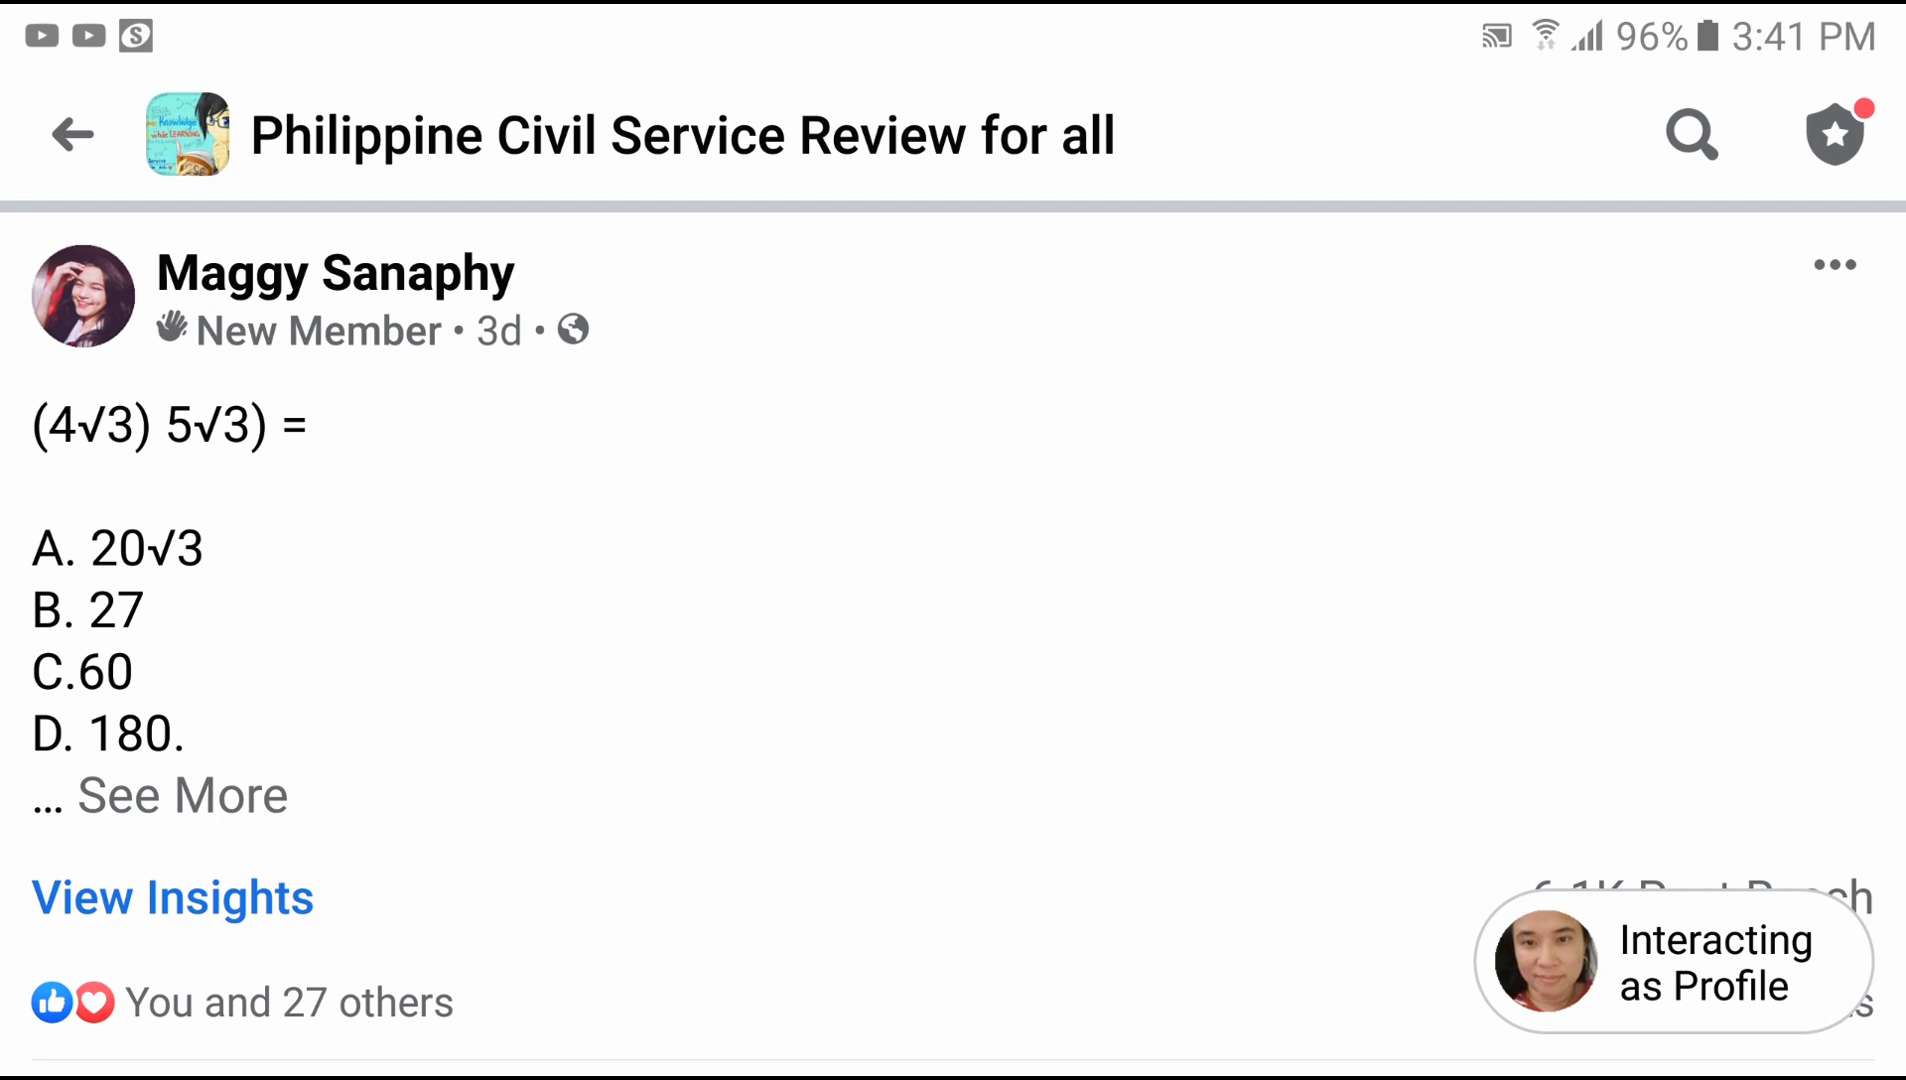 96% 3:41 PM
Philippine Civil Service Review for all
Maggy Sanaphy
New Member • 3d •
(4√3) 5√3) =
A. 20√3
B. 27
C.60
D. 180.
... See More
View Insights
Interacting
as Profile
You and 27 others